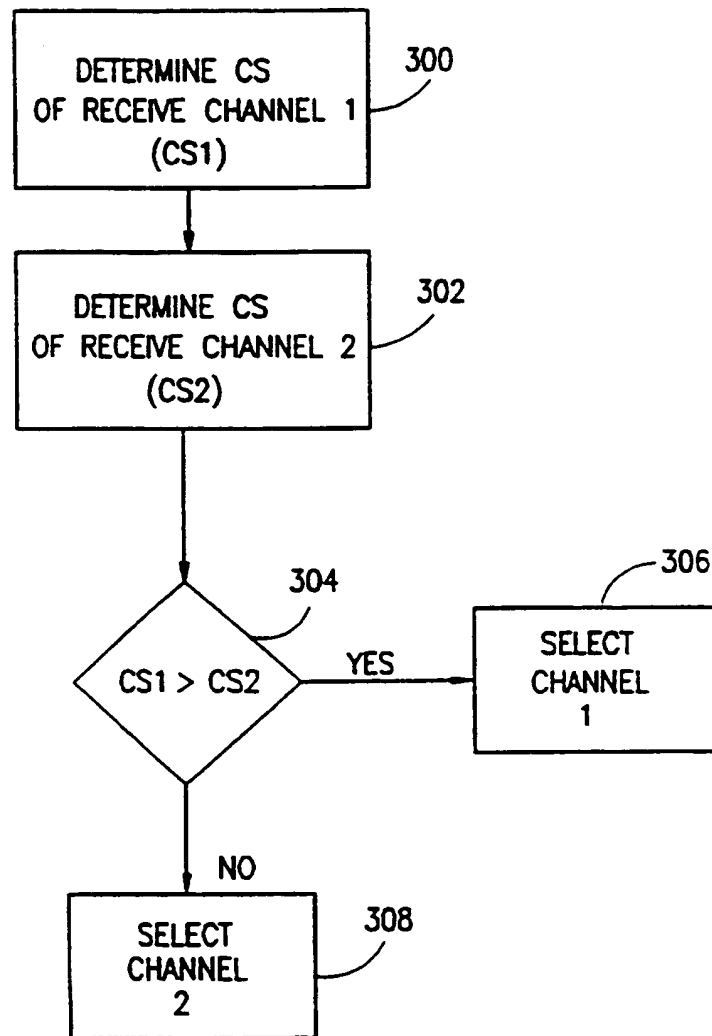 DETERMINE CS
OF RECEIVE CHANNEL 1
(CS1)
300
DETERMINE CS
OF RECEIVE CHANNEL 2
(CS2)
302
304
CS1 > CS2
YES
306
SELECT
CHANNEL
1
NO
SELECT
CHANNEL
2
308